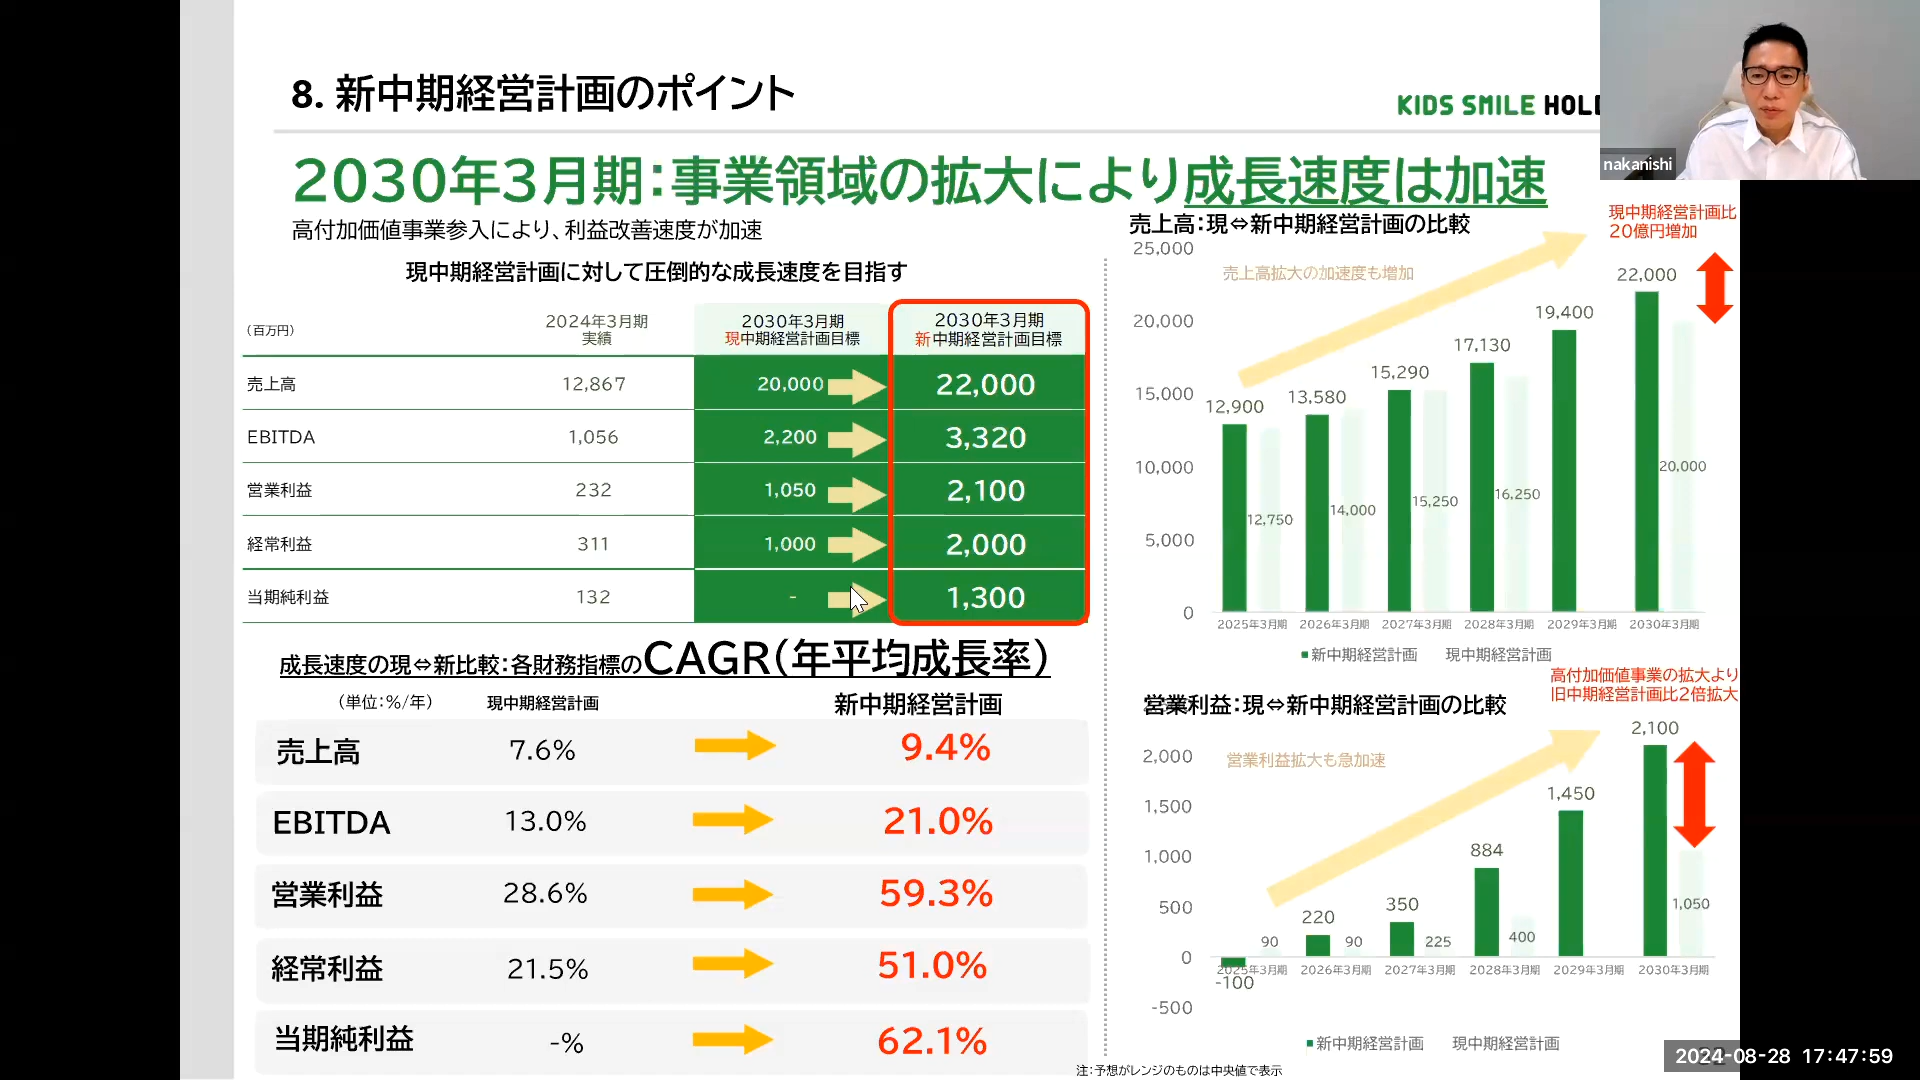 8. 新中期経営計画のポイント
KIDS SMILE HOLD
nakanishi
2030年3月期：事業領域の拡大により成長速度は加速
高付加価値事業参入により、利益改善速度が加速
現中期経営計画に対して圧倒的な成長速度を目指す
（百万円）
2024年3月期
実績
2030年3月期
現中期経営計画目標
2030年3月期
新中期経営計画目標
売上高 12,867 20,000 22,000
EBITDA 1,056 2,200 3,320
営業利益 232 1,050 2,100
経常利益 311 1,000 2,000
当期純利益 132 - 1,300
成長速度の現⇔新比較：各財務指標のCAGR（年平均成長率）
（単位：％/年） 現中期経営計画 新中期経営計画
売上高 7.6% 9.4%
EBITDA 13.0% 21.0%
営業利益 28.6% 59.3%
経常利益 21.5% 51.0%
当期純利益 -% 62.1%
売上高：現⇔新中期経営計画の比較
現中期経営計画比
20億円増加
売上高拡大の加速度も増加
25,000
20,000
15,000
10,000
5,000
0
12,900
13,580
15,290
17,130
19,400
22,000
12,750
14,000
15,250
16,250
20,000
2025年3月期 2026年3月期 2027年3月期 2028年3月期 2029年3月期 2030年3月期
新中期経営計画 現中期経営計画
高付加価値事業の拡大より
旧中期経営計画比2倍拡大
営業利益：現⇔新中期経営計画の比較
営業利益拡大も急加速
2,000
1,500
1,000
500
0
-500
-100
220
350
884
1,450
2,100
90
90
225
400
1,050
2025年3月期 2026年3月期 2027年3月期 2028年3月期 2029年3月期 2030年3月期
新中期経営計画 現中期経営計画
注：予想がレンジのものは中央値で表示
2024-08-28 17:47:59